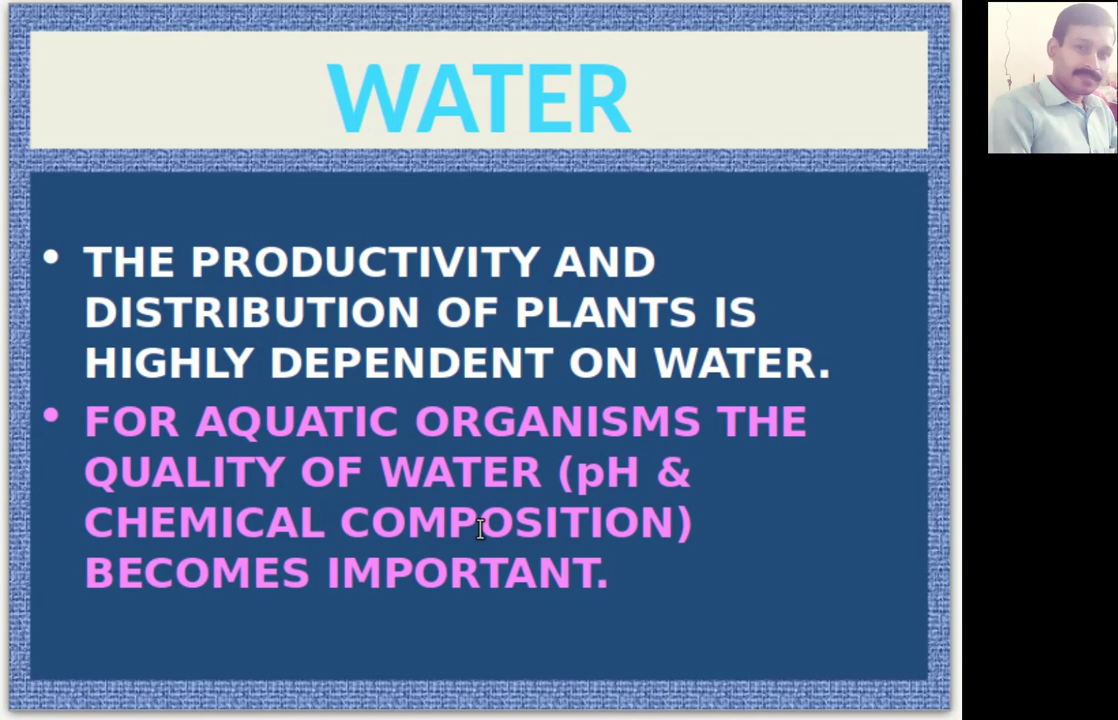 WATER
• THE PRODUCTIVITY AND
DISTRIBUTION OF PLANTS IS
HIGHLY DEPENDENT ON WATER.
• FOR AQUATIC ORGANISMS THE
QUALITY OF WATER (pH &
CHEMICAL COMPOSITION)
BECOMES IMPORTANT.